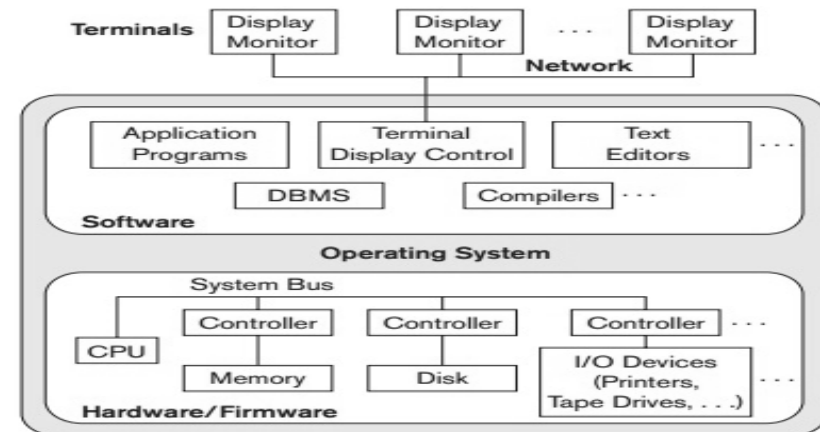 Terminals
Display
Monitor
Display
Monitor
. . .
Display
Monitor
Network
Application
Programs
Terminal
Display Control
Text
Editors
. . .
DBMS
Compilers
. . .
Software
Operating System
System Bus
CPU
Controller
Controller
Controller
. . .
Memory
Disk
I/O Devices
(Printers,
Tape Drives, . . .)
. . .
Hardware/Firmware